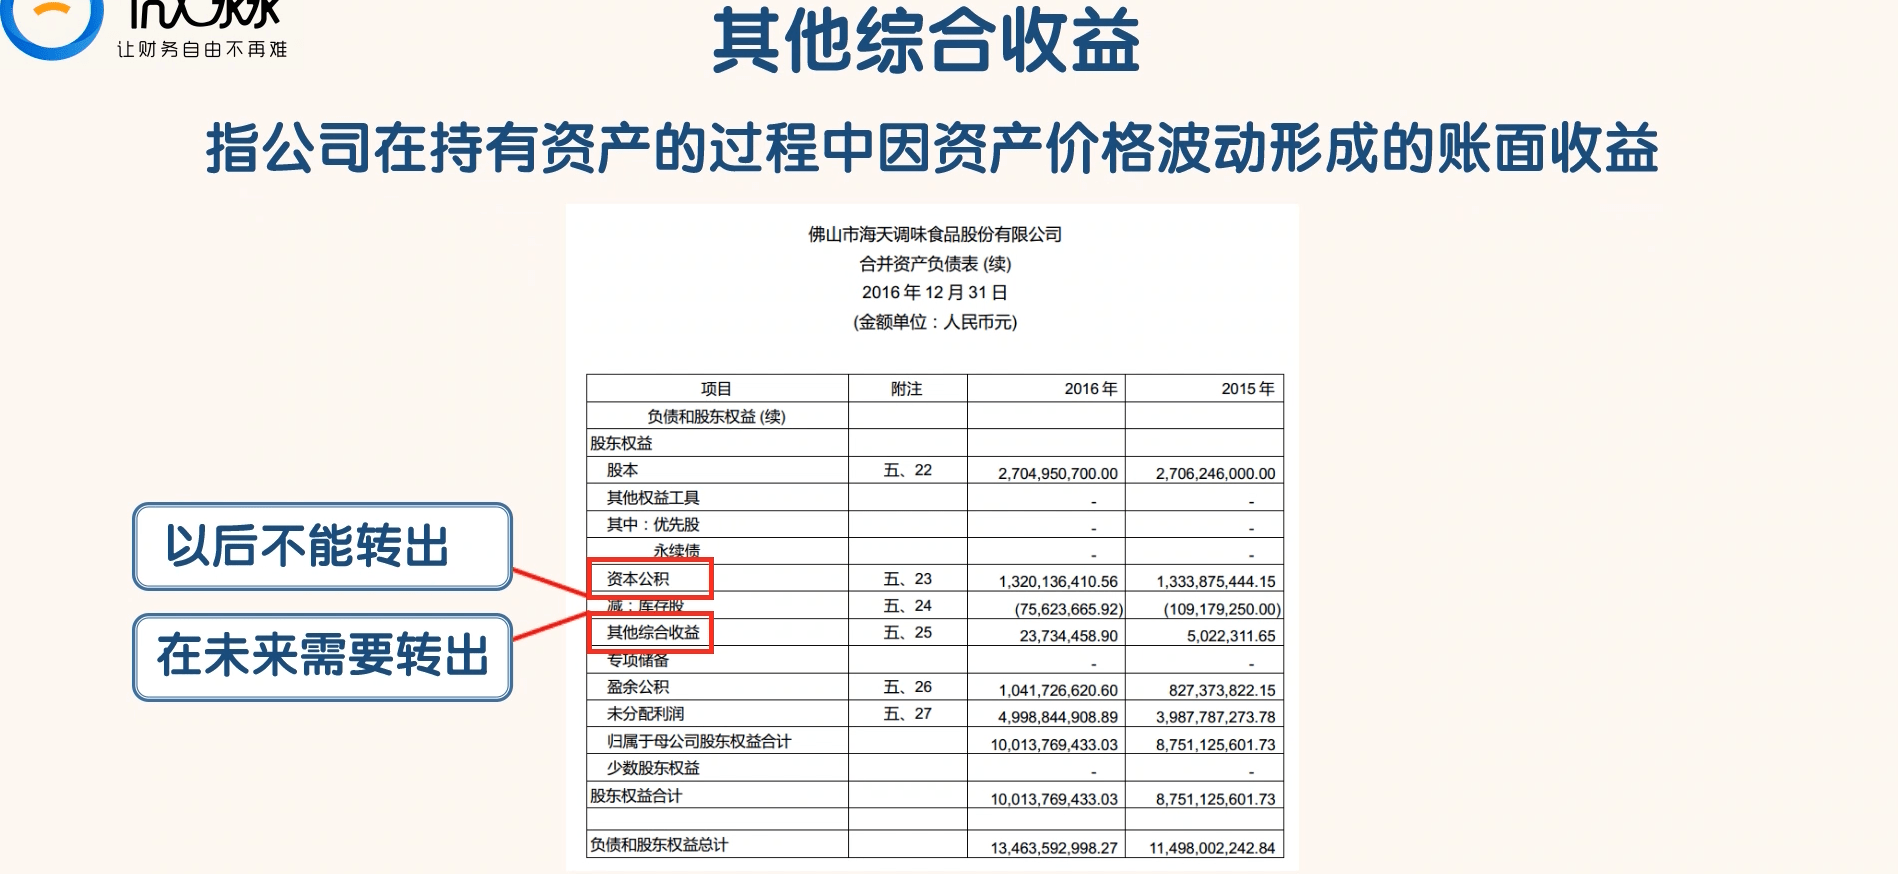 让财务自由不再难
其他综合收益
指公司在持有资产的过程中因资产价格波动形成的账面收益
佛山市海天调味食品股份有限公司
合并资产负债表 (续)
2016 年 12 月 31 日
(金额单位：人民币元)
项目 附注 2016 年 2015 年
负债和股东权益 (续)
股东权益
股本 五、22 2,704,950,700.00 2,706,246,000.00
其他权益工具 - -
其中：优先股 - -
永续债 - -
资本公积 五、23 1,320,136,410.56 1,333,875,444.15
减：库存股 五、24 (75,623,665.92) (109,179,250.00)
其他综合收益 五、25 23,734,458.90 5,022,311.65
专项储备 - -
盈余公积 五、26 1,041,726,620.60 827,373,822.15
未分配利润 五、27 4,998,844,908.89 3,987,787,273.78
归属于母公司股东权益合计 10,013,769,433.03 8,751,125,601.73
少数股东权益 - -
股东权益合计 10,013,769,433.03 8,751,125,601.73
负债和股东权益总计 13,463,592,998.27 11,498,002,242.84
以后不能转出
在未来需要转出